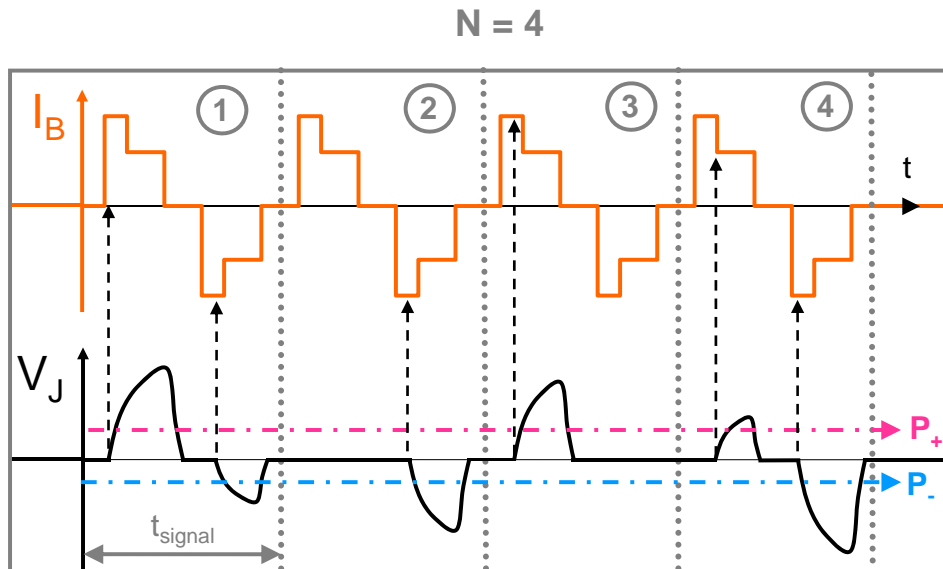 N = 4
I_B
1
2
3
4
t
V_J
P_+
P_-
t_signal